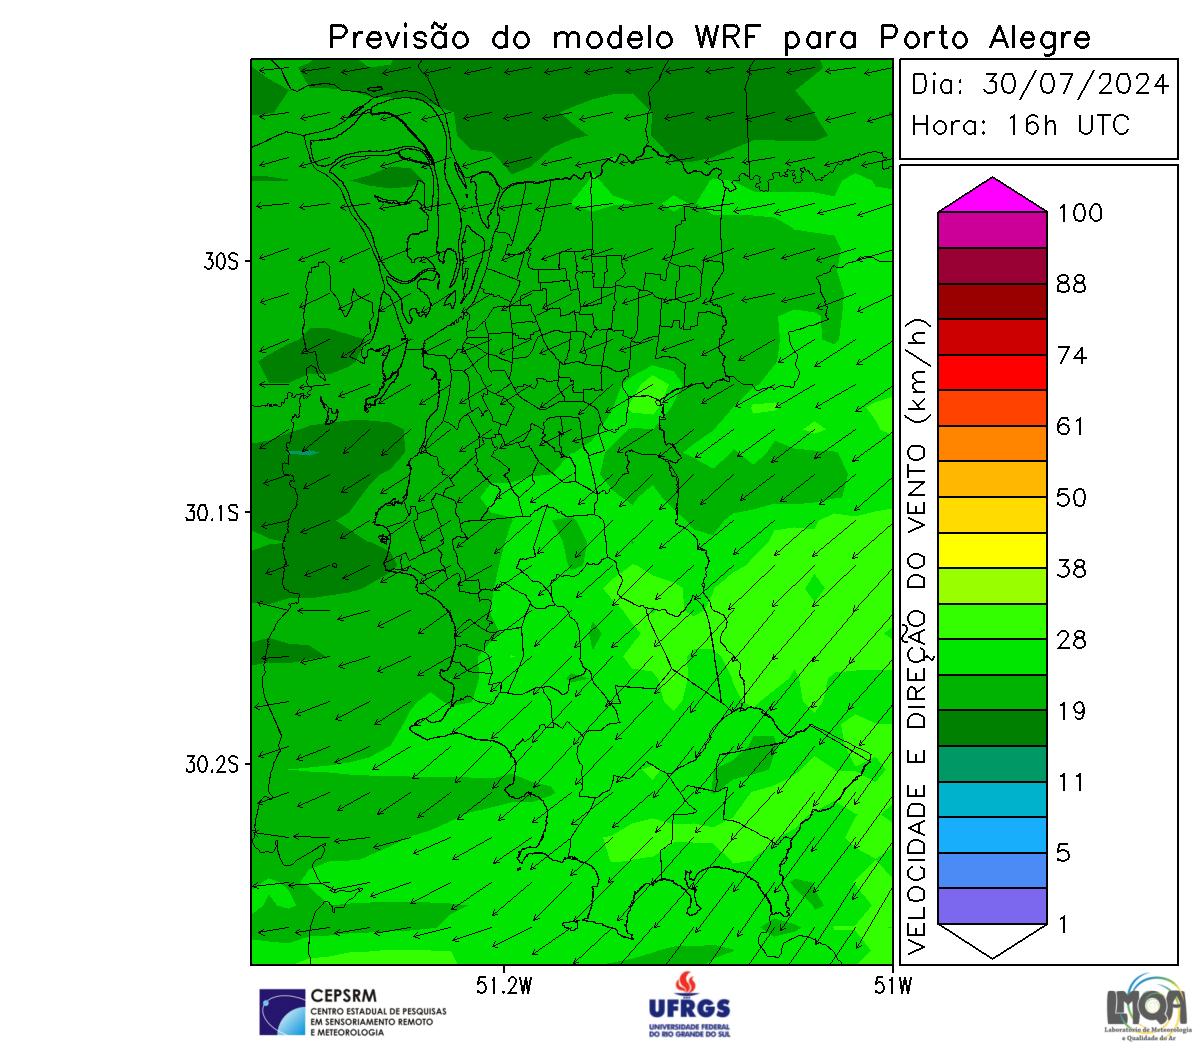 Previsão do modelo WRF para Porto Alegre
Dia: 30/07/2024
Hora: 16h UTC
30S
30.1S
30.2S
51.2W
51W
VELOCIDADE E DIREÇÃO DO VENTO (km/h)
100
88
74
61
50
38
28
19
11
5
1
CEPSRM
CENTRO ESTADUAL DE PESQUISAS
EM SENSORIAMENTO REMOTO
E METEOROLOGIA
UFRGS
UNIVERSIDADE FEDERAL
DO RIO GRANDE DO SUL
LMQA
Laboratório de Meteorologia
e Qualidade do Ar